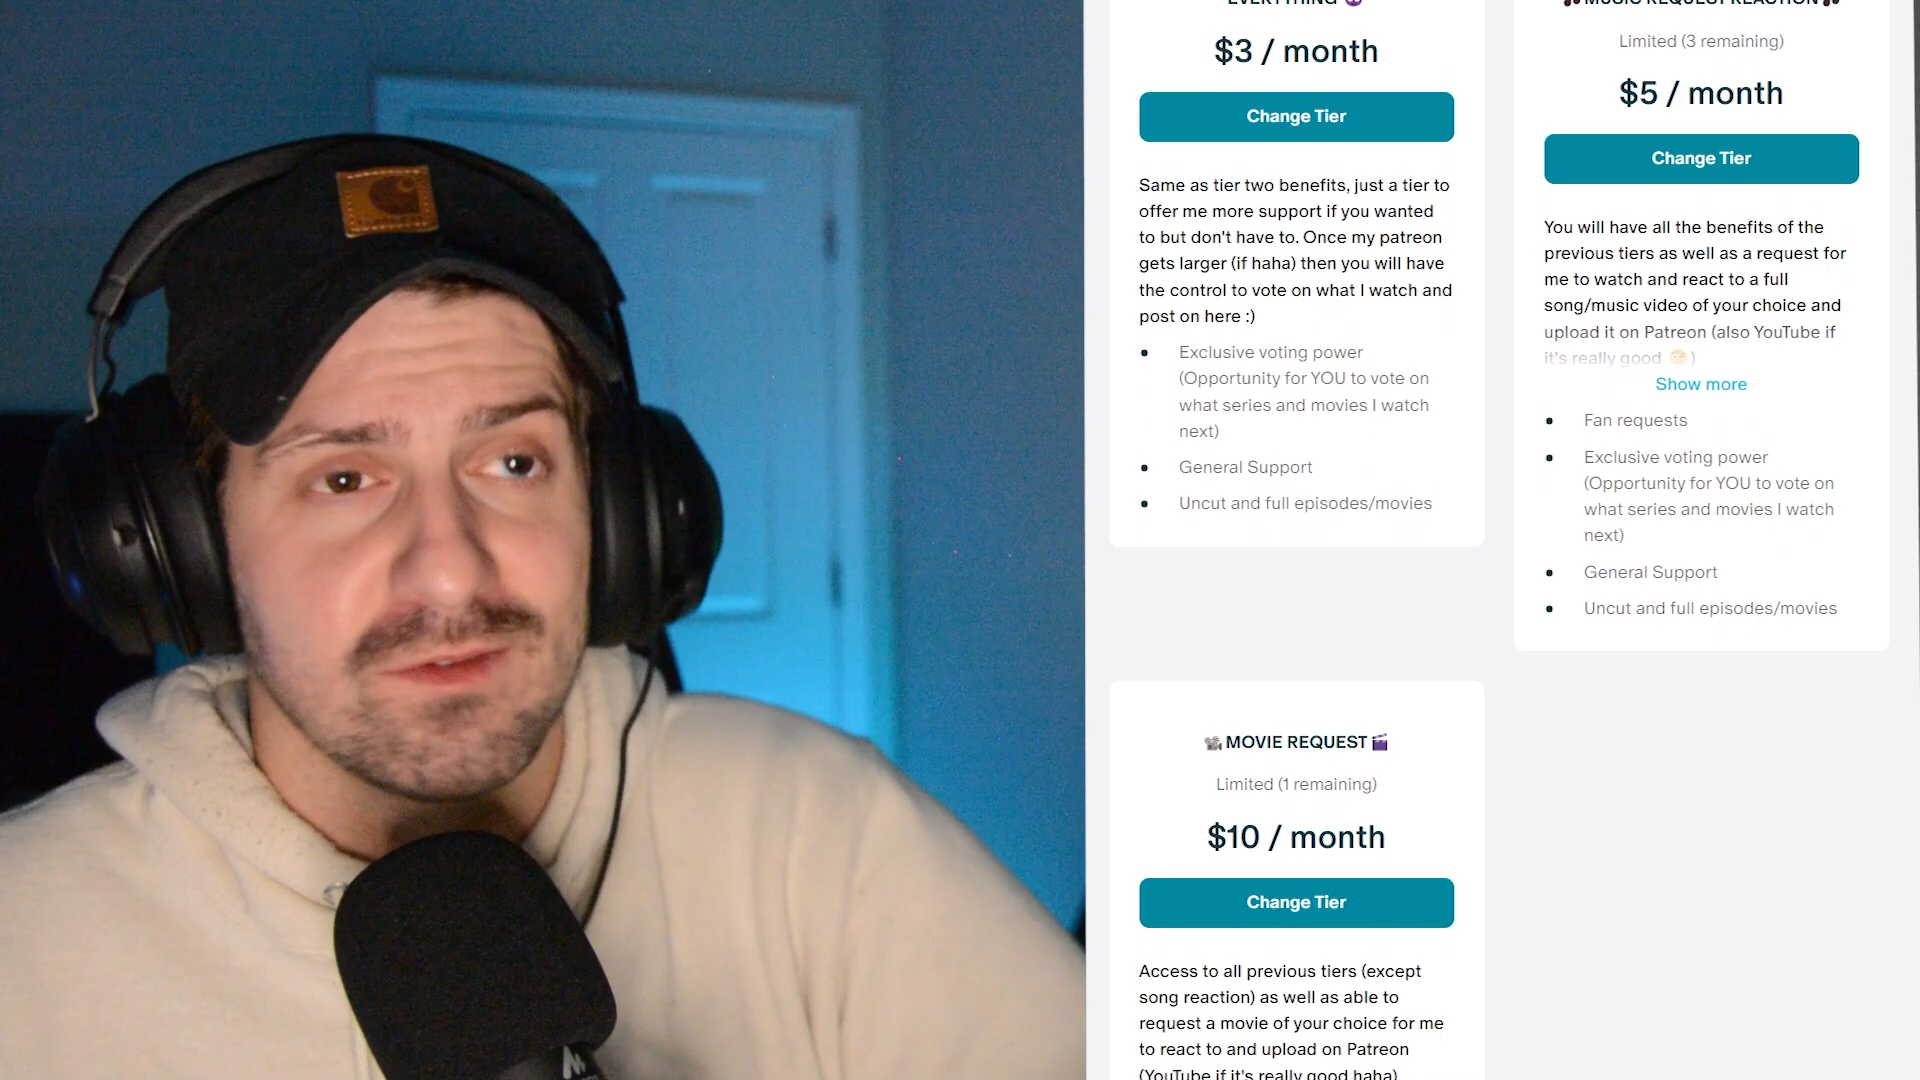 EVERYTHING
$3 / month
Change Tier
Same as tier two benefits, just a tier to
offer me more support if you wanted
to but don't have to. Once my patreon
gets larger (if haha) then you will have
the control to vote on what I watch and
post on here :)
Exclusive voting power
(Opportunity for YOU to vote on
what series and movies I watch
next)
General Support
Uncut and full episodes/movies
MUSIC REQUEST REACTION
Limited (3 remaining)
$5 / month
Change Tier
You will have all the benefits of the
previous tiers as well as a request for
me to watch and react to a full
song/music video of your choice and
upload it on Patreon (also YouTube if
it's really good 🤔 )
Show more
Fan requests
Exclusive voting power
(Opportunity for YOU to vote on
what series and movies I watch
next)
General Support
Uncut and full episodes/movies
📽️MOVIE REQUEST🎬
Limited (1 remaining)
$10 / month
Change Tier
Access to all previous tiers (except
song reaction) as well as able to
request a movie of your choice for me
to react to and upload on Patreon
(YouTube if it's really good haha)